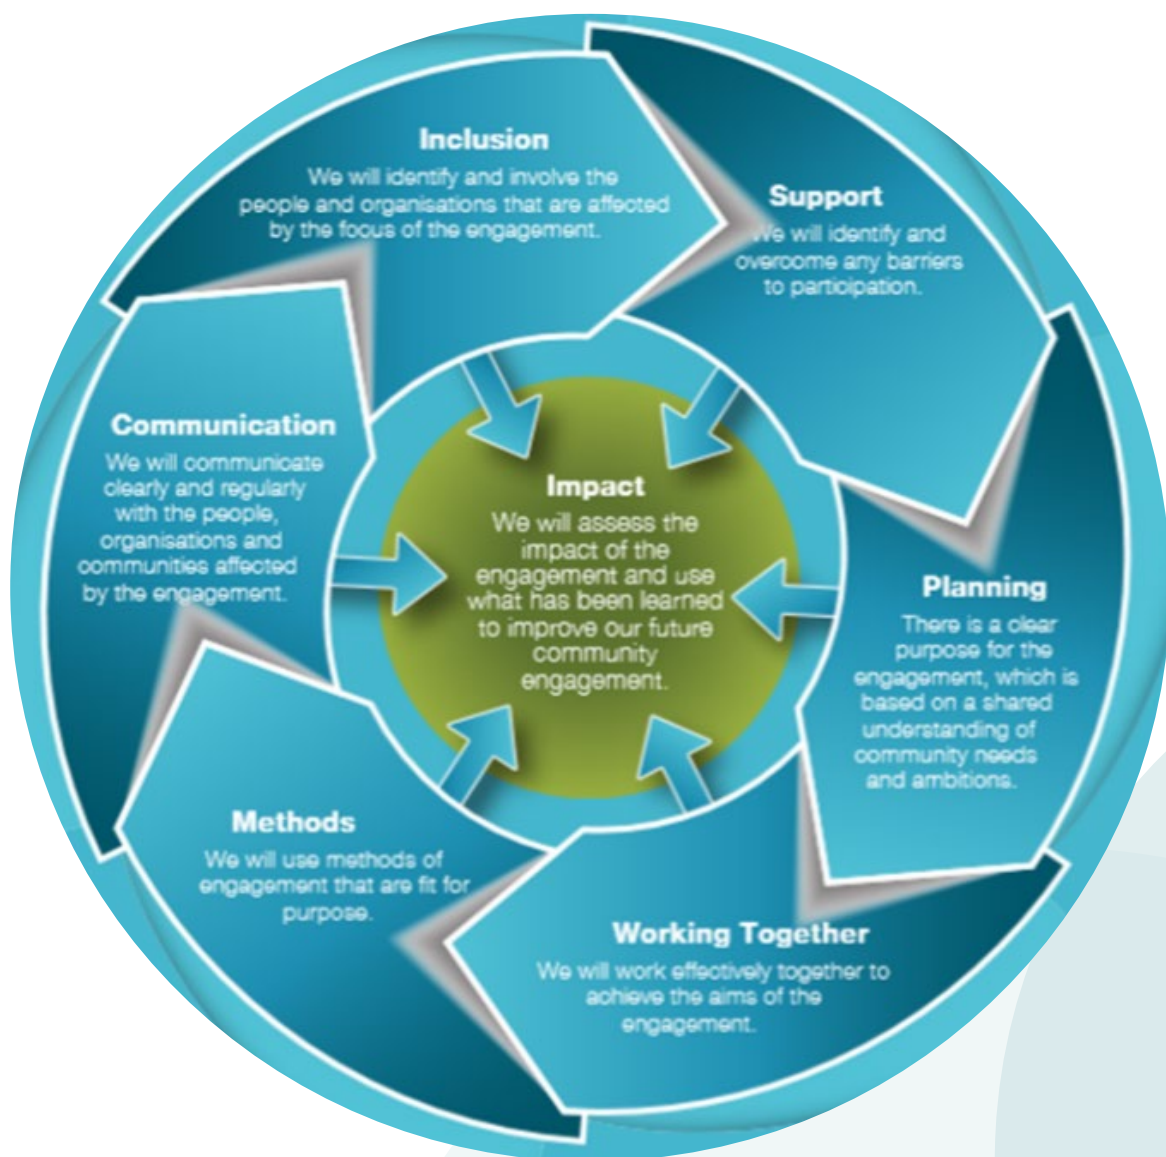 Inclusion
We will identify and involve the
people and organisations that are affected
by the focus of the engagement.
Support
We will identify and
overcome any barriers
to participation.
Planning
There is a clear
purpose for the
engagement, which is
based on a shared
understanding of
community needs
and ambitions.
Working Together
We will work effectively together to
achieve the aims of the
engagement.
Methods
We will use methods of
engagement that are fit for
purpose.
Communication
We will communicate
clearly and regularly
with the people,
organisations and
communities affected
by the engagement.
Impact
We will assess the
impact of the
engagement and use
what has been learned
to improve our future
community
engagement.